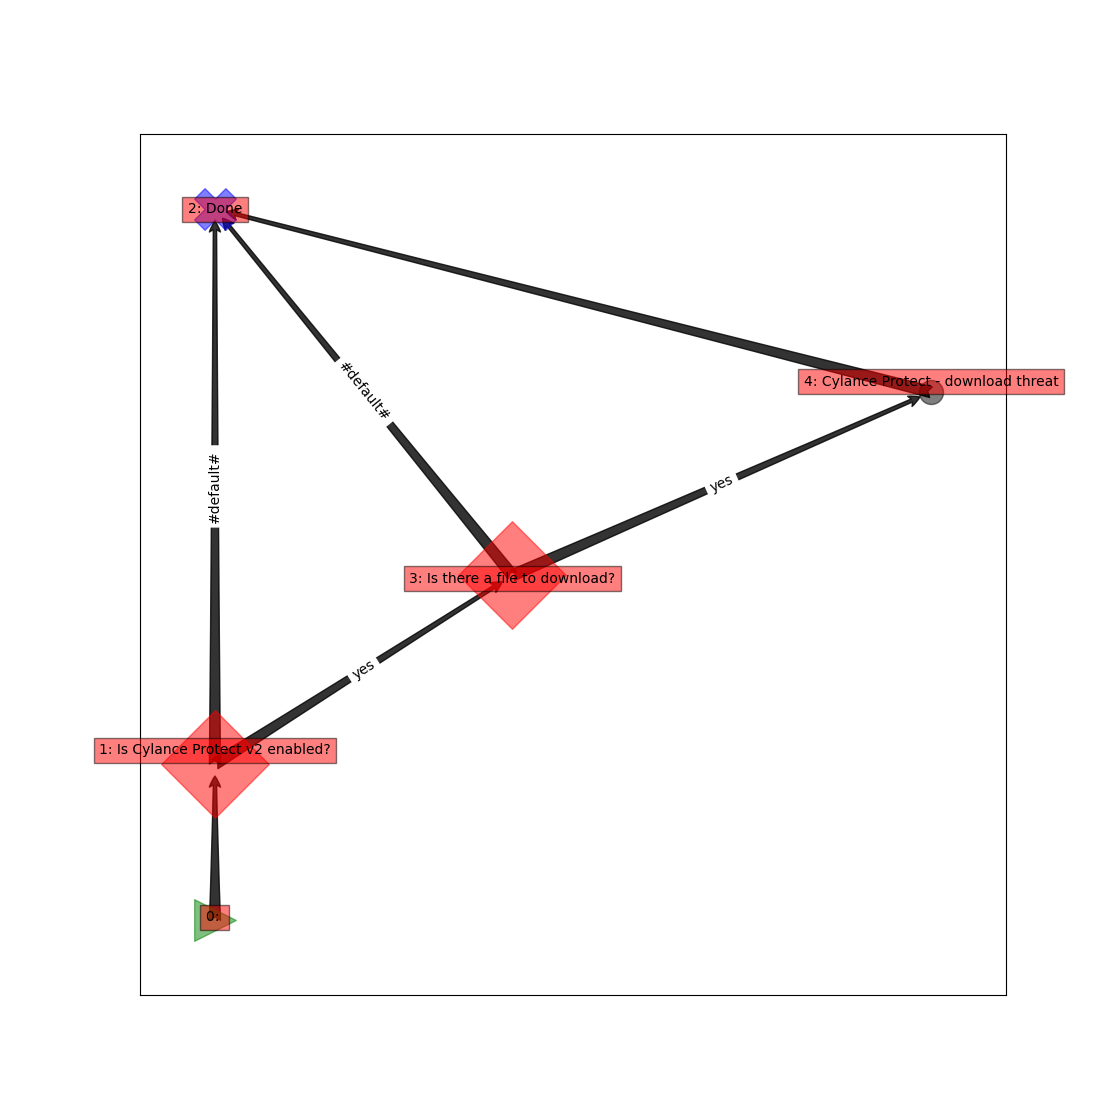 2: Done
4: Cylance Protect - download threat
#default#
#default#
yes
3: Is there a file to download?
yes
1: Is Cylance Protect v2 enabled?
0: